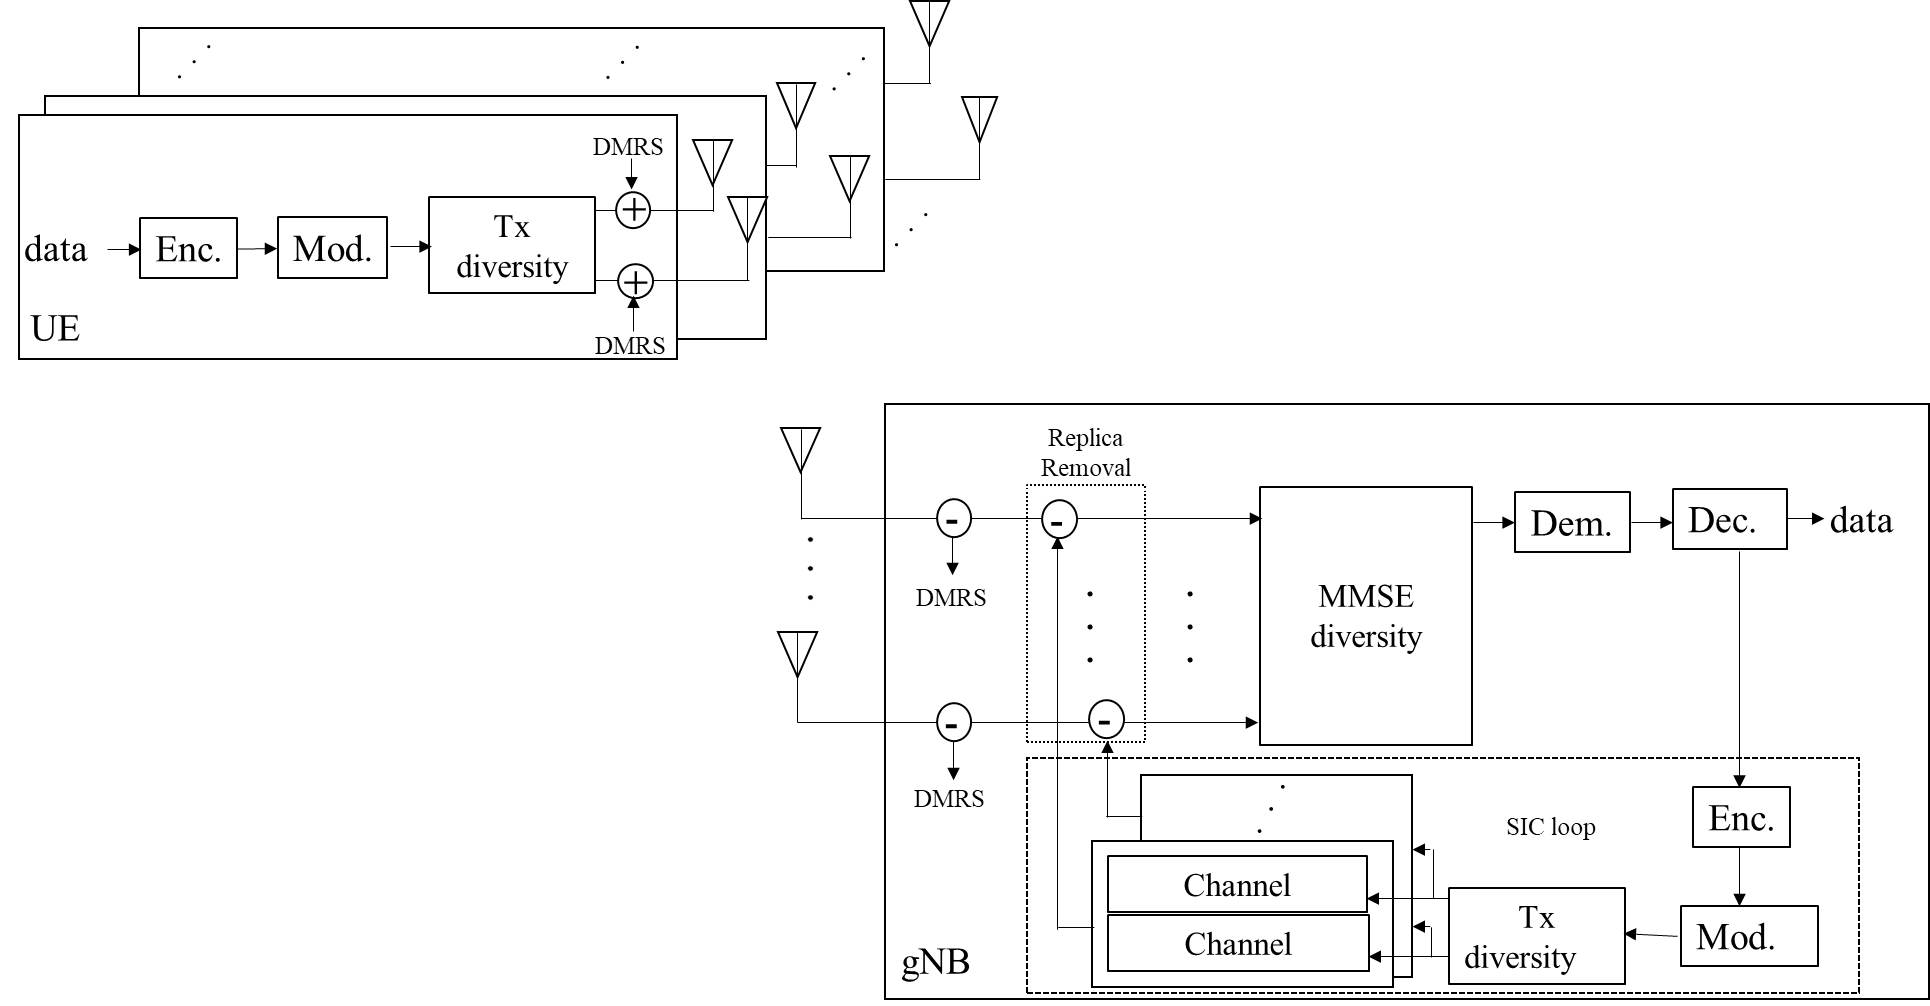 DMRS
data
Enc.
Mod.
Tx
diversity
+
+
UE
DMRS
Replica
Removal
-
-
DMRS
MMSE
diversity
Dem.
Dec.
data
-
-
DMRS
SIC loop
Enc.
Channel
Channel
Tx
diversity
Mod.
gNB